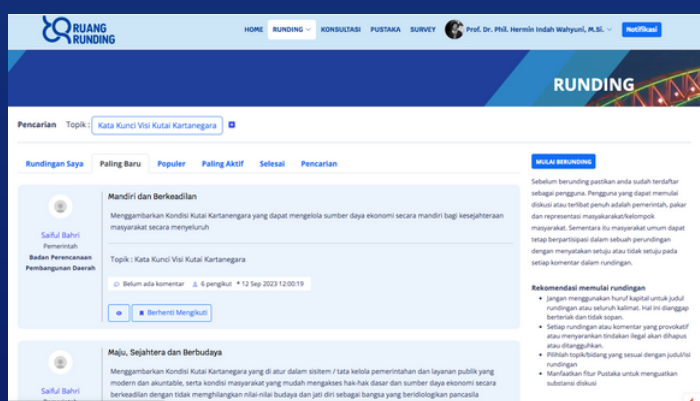 RUANG
RUNDING
HOME RUNDING KONSULTASI PUSTAKA SURVEY Prof. Dr. Phil. Hermin Indah Wahyuni, M.Si. Notifikasi
RUNDING
Pencarian Topik : Kata Kunci Visi Kutai Kartanegara
Rundingan Saya Paling Baru Populer Paling Aktif Selesai Pencarian
Saiful Bahri
Pemerintah
Badan Perencanaan
Pembangunan Daerah
Mandiri dan Berkeadilan
Menggambarkan Kondisi Kutai Kartanengara yang dapat mengelola sumber daya ekonomi secara mandiri bagi kesejahteraan
masyarakat secara menyeluruh
Topik : Kata Kunci Visi Kutai Kartanegara
Belum ada komentar 6 pengikut 12 Sep 2023 12:00:19
Berhenti Mengikuti
Saiful Bahri
Maju, Sejahtera dan Berbudaya
Menggambarkan Kondisi Kutai Kartanegara yang di atur dalam sisitem / tata kelola pemerintahan dan layanan publik yang
modern dan akuntable, serta kondisi masyarakat yang mudah mengakses hak-hak dasar dan sumber daya ekonomi secara
berkeadilan dengan tidak memghilangkan nilai-nilai budaya dan jati diri sebagai bangsa yang beridiologikan pancasila
MULAI BERUNDING
Sebelum berunding pastikan anda sudah terdaftar
sebagai pengguna. Pengguna yang dapat memulai
diskusi atau terlibat penuh adalah pemerintah, pakar
dan representasi masyakarakat/kelompok
masyarakat. Sementara itu masyarakat umum dapat
tetap berpartisipasi dalam sebuah perundingan
dengan menyatakan setuju atau tidak setuju pada
setiap komentar dalam rundingan.
Rekomendasi memulai rundingan
Jangan menggunakan huruf kapital untuk judul
rundingan atau seluruh kalimat. Hal ini dianggap
berteriak dan tidak sopan.
Setiap rundingan atau komentar yang provokatif
atau menyarankan tindakan ilegal akan dihapus
atau ditangguhkan.
Pilihlah topik/bidang yang sesuai dengan judul/isi
rundingan
Manfaatkan fitur Pustaka untuk menguatkan
substansi diskusi